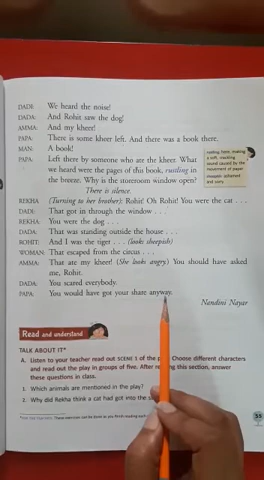 DADI: We heard the noise!
DADA: And Rohit saw the dog!
AMMA: And my kheer!
PAPA: There is some kheer left. And there was a book there.
MAN: A book!
PAPA: Left there by someone who ate the kheer. What
we heard were the pages of this book, rustling in
the breeze. Why is the storeroom window open?
There is silence.
REKHA (Turning to her brother): Rohit! Oh Rohit! You were the cat . . .
DADI: That got in through the window . . .
REKHA: You were the dog . . .
DADA: That was standing outside the house . . .
ROHIT: And I was the tiger . . . (looks sheepish)
WOMAN: That escaped from the circus . . .
AMMA: That ate my kheer! (She looks angry.) You should have asked
me, Rohit.
DADA: You scared everybody.
PAPA: You would have got your share anyway.
Nandini Nayar
rustling: here, making
a soft, muffled
sound caused by the
movement of paper
sheepish: ashamed
and sorry
Read and understand
TALK ABOUT IT*
A. Listen to your teacher read out SCENE 1 of the play. Choose different characters
and read out the play in groups of five. After reading this section, answer
these questions in class.
1. Which animals are mentioned in the play?
2. Why did Rekha think a cat had got into the
55